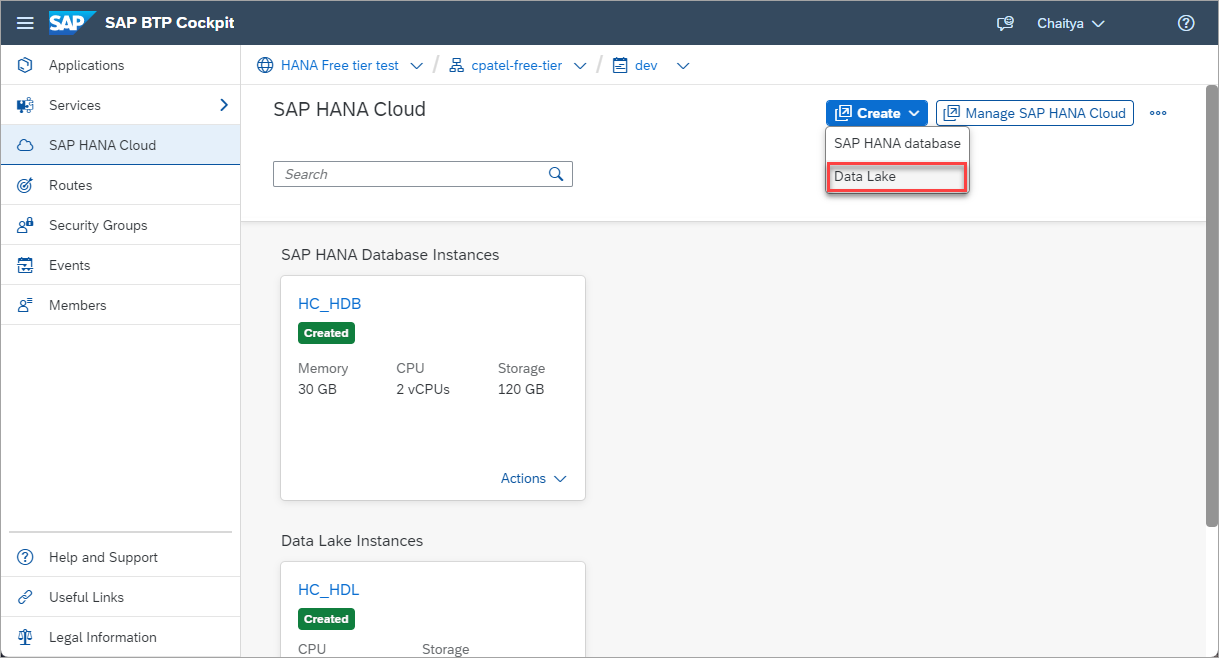 SAP SAP BTP Cockpit
Chaitya
Applications
Services
SAP HANA Cloud
Routes
Security Groups
Events
Members
Help and Support
Useful Links
Legal Information
HANA Free tier test / cpatel-free-tier / dev
SAP HANA Cloud
Create
Manage SAP HANA Cloud
SAP HANA database
Data Lake
Search
SAP HANA Database Instances
HC_HDB
Created
Memory CPU Storage
30 GB 2 vCPUs 120 GB
Actions
Data Lake Instances
HC_HDL
Created
CPU Storage